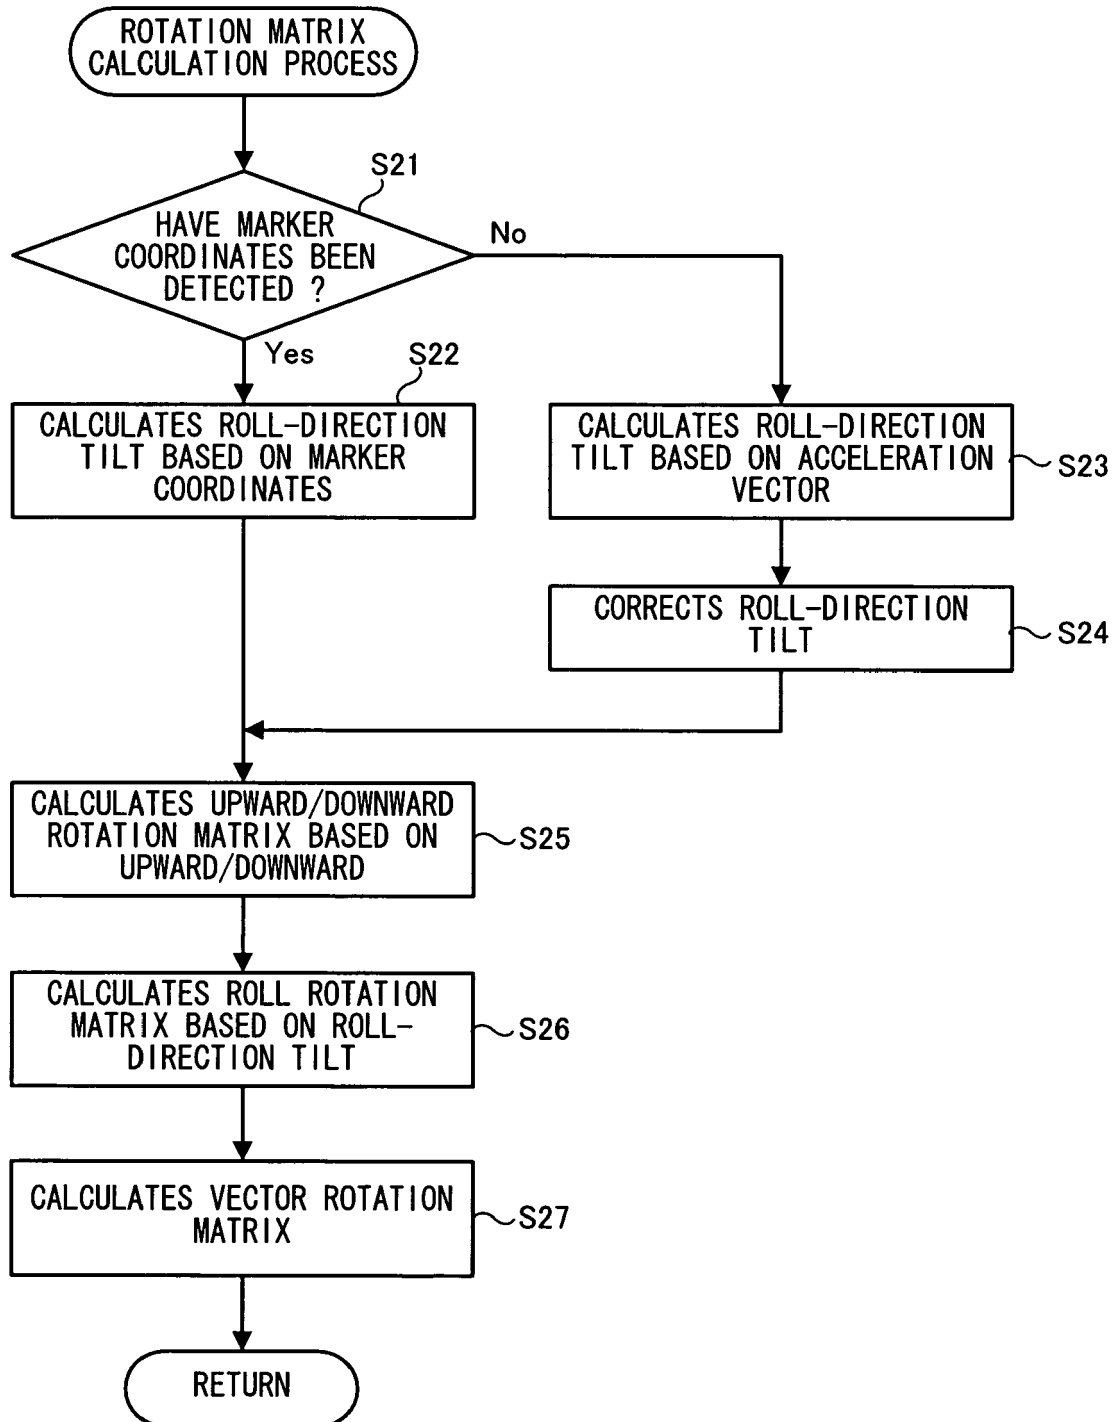 ROTATION MATRIX
CALCULATION PROCESS
S21
HAVE MARKER
COORDINATES BEEN
DETECTED ?
No
Yes
S22
CALCULATES ROLL-DIRECTION
TILT BASED ON MARKER
COORDINATES
CALCULATES ROLL-DIRECTION
TILT BASED ON ACCELERATION
VECTOR
S23
CORRECTS ROLL-DIRECTION
TILT
S24
CALCULATES UPWARD/DOWNWARD
ROTATION MATRIX BASED ON
UPWARD/DOWNWARD
S25
CALCULATES ROLL ROTATION
MATRIX BASED ON ROLL-
DIRECTION TILT
S26
CALCULATES VECTOR ROTATION
MATRIX
S27
RETURN